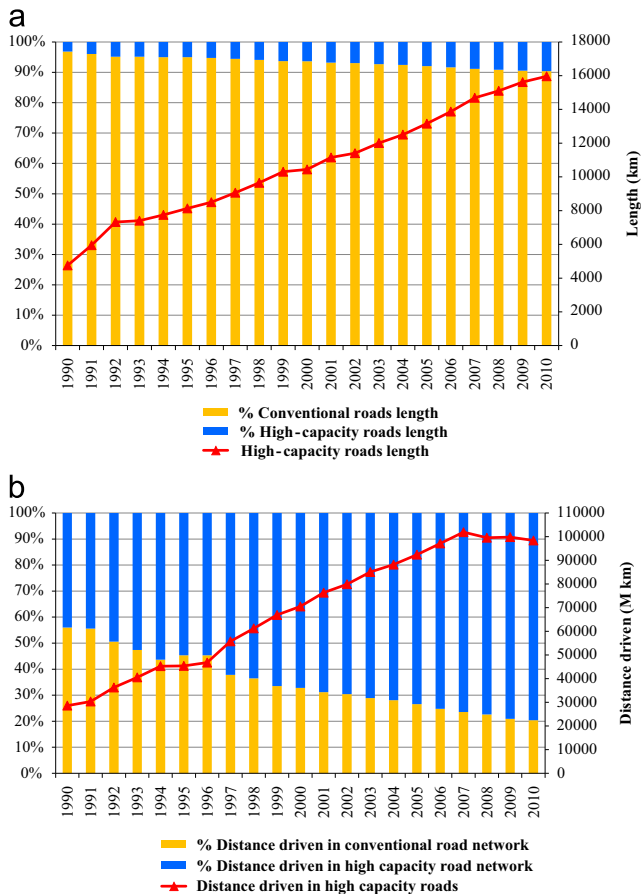 a
100% 18000
90% 16000
80% 14000
70% 12000
60% 10000
50% 8000
40% 6000
30% 4000
20% 2000
10% 0
0%
Length (km)
1990 1991 1992 1993 1994 1995 1996 1997 1998 1999 2000 2001 2002 2003 2004 2005 2006 2007 2008 2009 2010
% Conventional roads length
% High-capacity roads length
High-capacity roads length
b
100% 110000
90% 100000
80% 90000
70% 80000
60% 70000
50% 60000
40% 50000
30% 40000
20% 30000
10% 20000
0% 10000
0
Distance driven (M km)
1990 1991 1992 1993 1994 1995 1996 1997 1998 1999 2000 2001 2002 2003 2004 2005 2006 2007 2008 2009 2010
% Distance driven in conventional road network
% Distance driven in high capacity road network
Distance driven in high capacity roads